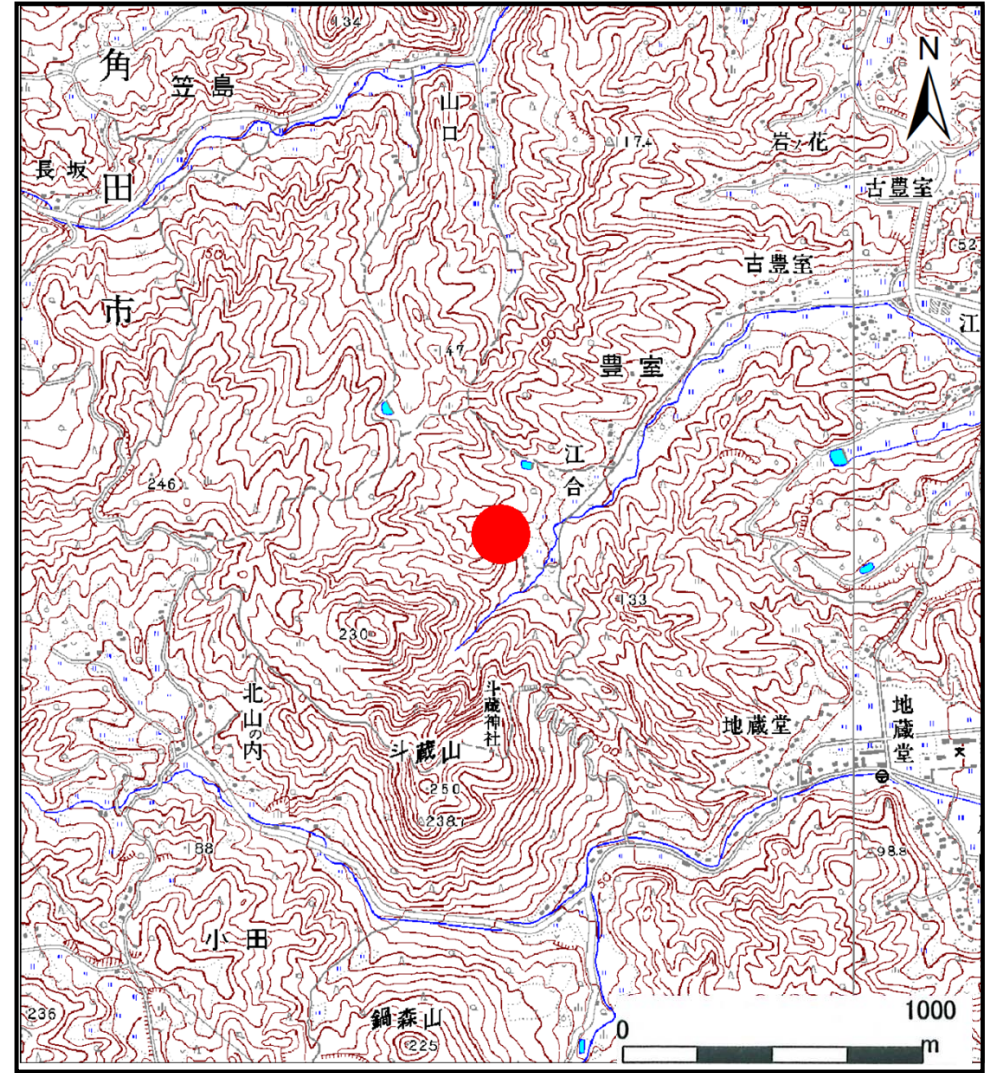 134
N
角
笠島
山口
174
岩ノ花
長坂
田
古豊室
150
52
古豊室
市
江
147
豊室
江合
246
133
230
北山の内
斗蔵神社
地蔵堂
地蔵堂
斗蔵山
文
250
238
188
98.8
小田
236
鍋森山
225
0
1000
m